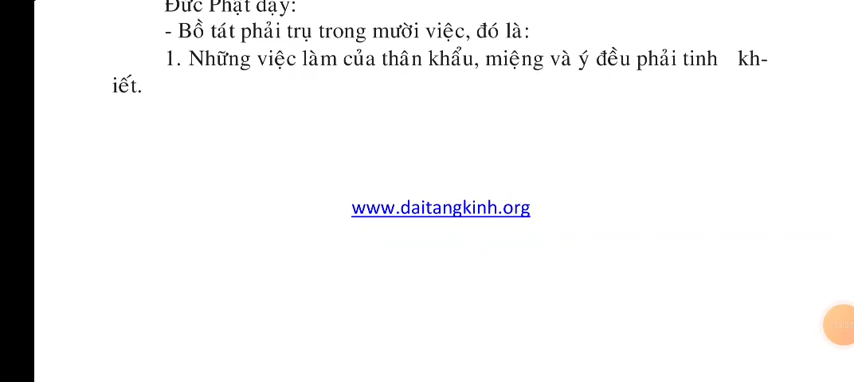 Đức Phật dạy:
- Bồ tát phải trụ trong mười việc, đó là:
1. Những việc làm của thân khẩu, miệng và ý đều phải tinh kh-
iết.
www.daitangkinh.org